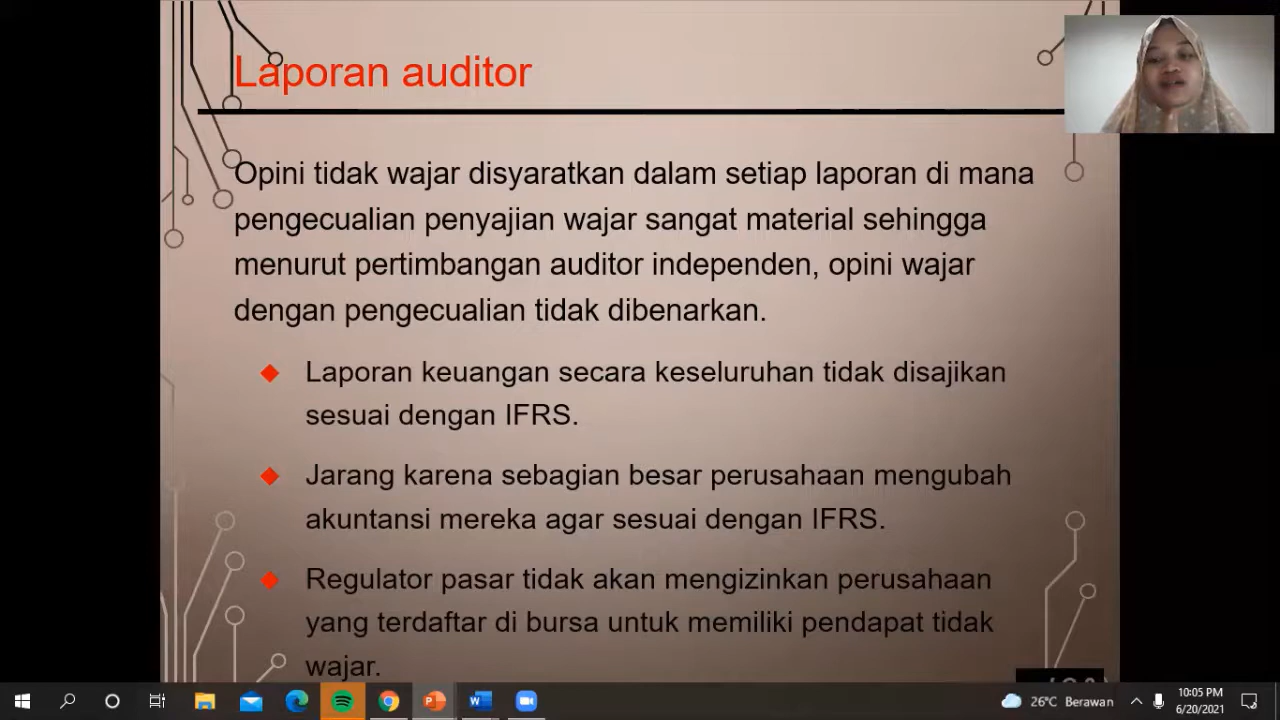 Laporan auditor
Opini tidak wajar disyaratkan dalam setiap laporan di mana
pengecualian penyajian wajar sangat material sehingga
menurut pertimbangan auditor independen, opini wajar
dengan pengecualian tidak dibenarkan.
Laporan keuangan secara keseluruhan tidak disajikan
sesuai dengan IFRS.
Jarang karena sebagian besar perusahaan mengubah
akuntansi mereka agar sesuai dengan IFRS.
Regulator pasar tidak akan mengizinkan perusahaan
yang terdaftar di bursa untuk memiliki pendapat tidak
wajar.
26°C Berawan
10:05 PM
6/20/2021